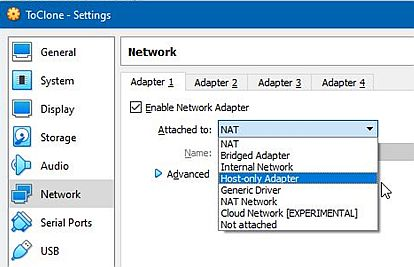 ToClone - Settings
General
System
Display
Storage
Audio
Network
Serial Ports
USB
Network
Adapter 1
Adapter 2
Adapter 3
Adapter 4
Enable Network Adapter
Attached to:
NAT
Name:
Advanced
NAT
Bridged Adapter
Internal Network
Host-only Adapter
Generic Driver
NAT Network
Cloud Network [EXPERIMENTAL]
Not attached